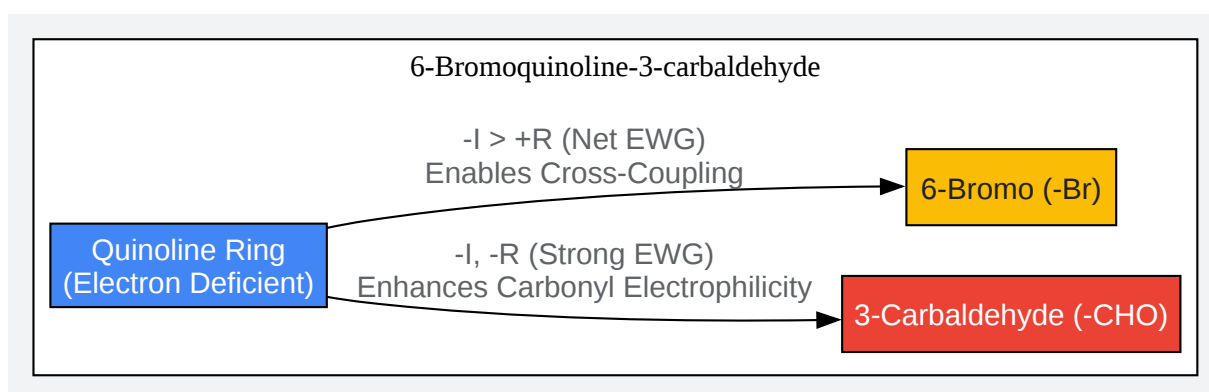 6-Bromoquinoline-3-carbaldehyde
-I > +R (Net EWG)
Enables Cross-Coupling
6-Bromo (-Br)
Quinoline Ring
(Electron Deficient)
-I, -R (Strong EWG)
Enhances Carbonyl Electrophilicity
3-Carbaldehyde (-CHO)